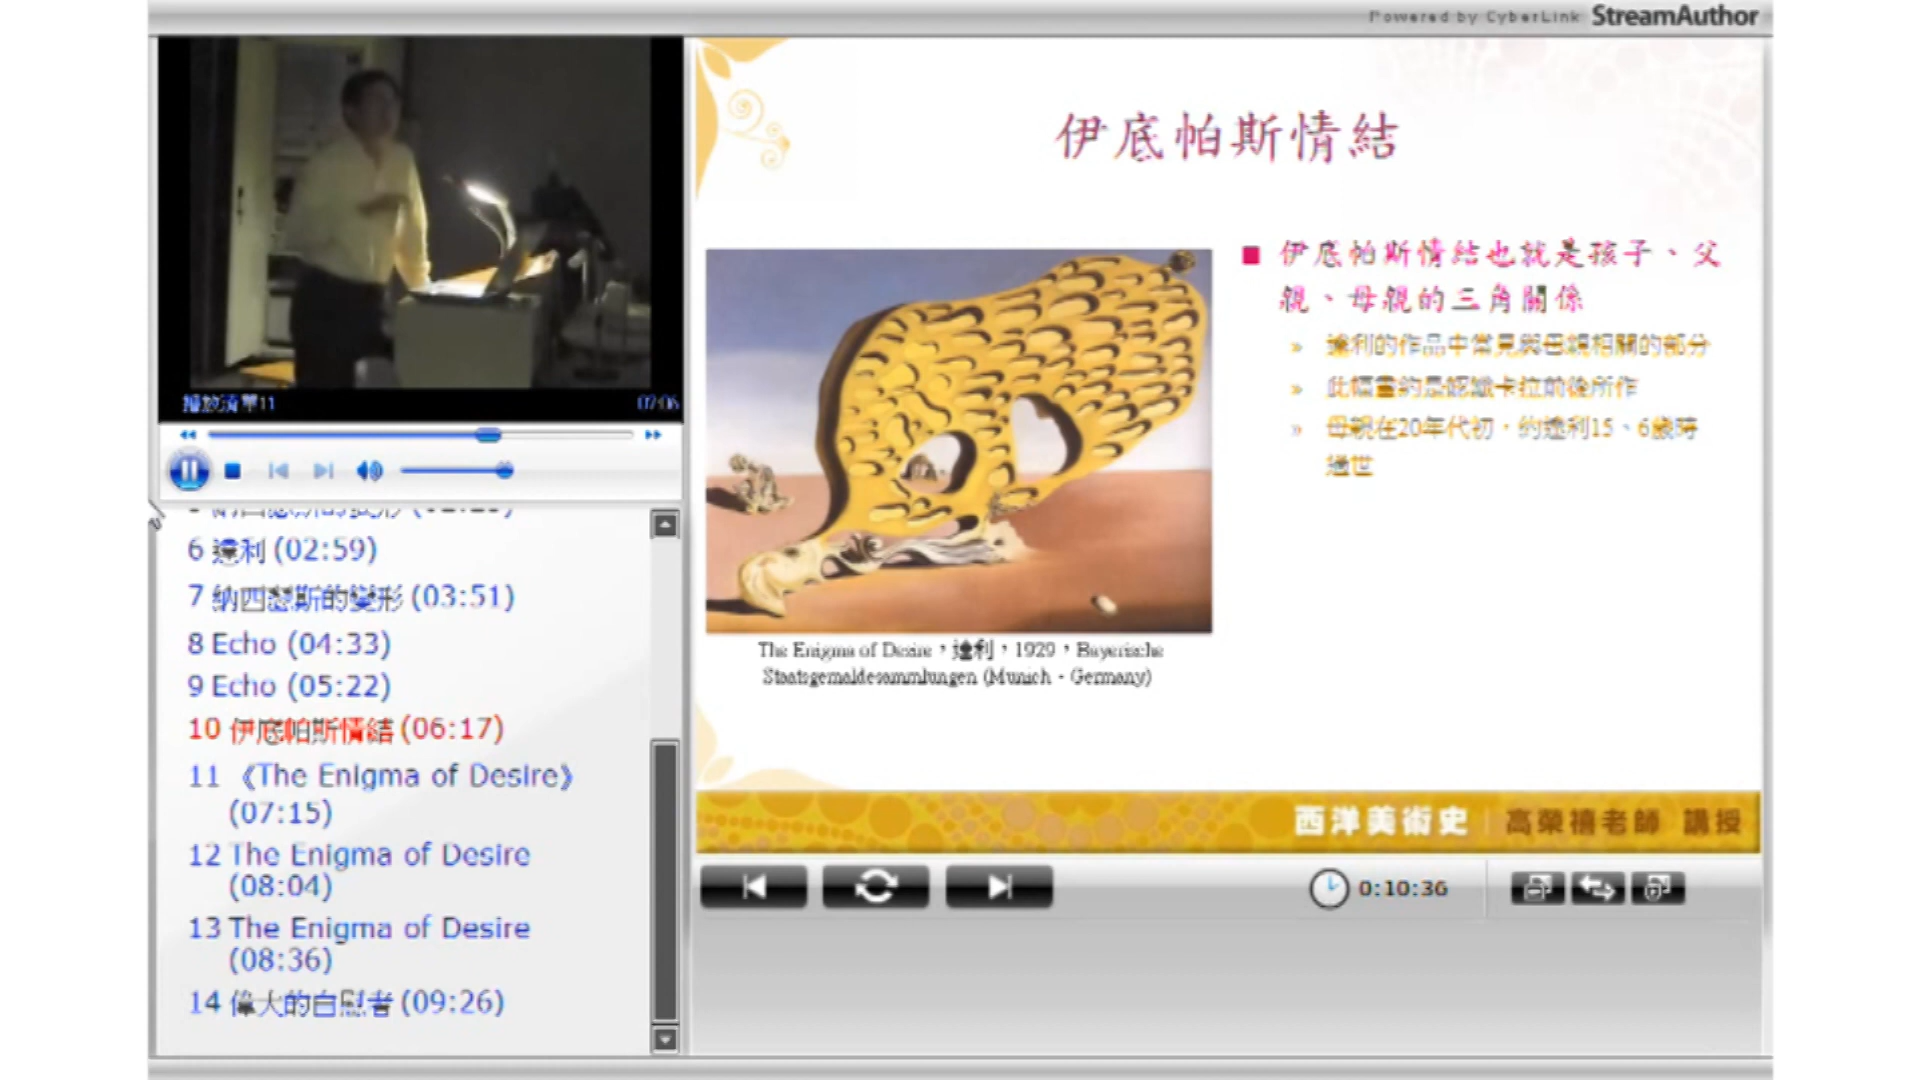 Powered by CyberLink StreamAuthor
播放清單11
07:06
6 達利 (02:59)
7 納西瑟斯的變形 (03:51)
8 Echo (04:33)
9 Echo (05:22)
10 伊底帕斯情結 (06:17)
11 《The Enigma of Desire》
(07:15)
12 The Enigma of Desire
(08:04)
13 The Enigma of Desire
(08:36)
14 偉大的自慰者 (09:26)
伊底帕斯情結
■ 伊底帕斯情結也就是孩子、父
親、母親的三角關係
» 達利的作品中常見與母親相關的部分
» 此幅畫約是認識卡拉前後所作
» 母親在20年代初，約達利15、6歲時
過世
The Enigma of Desire，達利，1929，Bayerische
Staatsgemaldesammlungen (Munich - Germany)
西洋美術史 | 高榮禧老師 講授
0:10:36